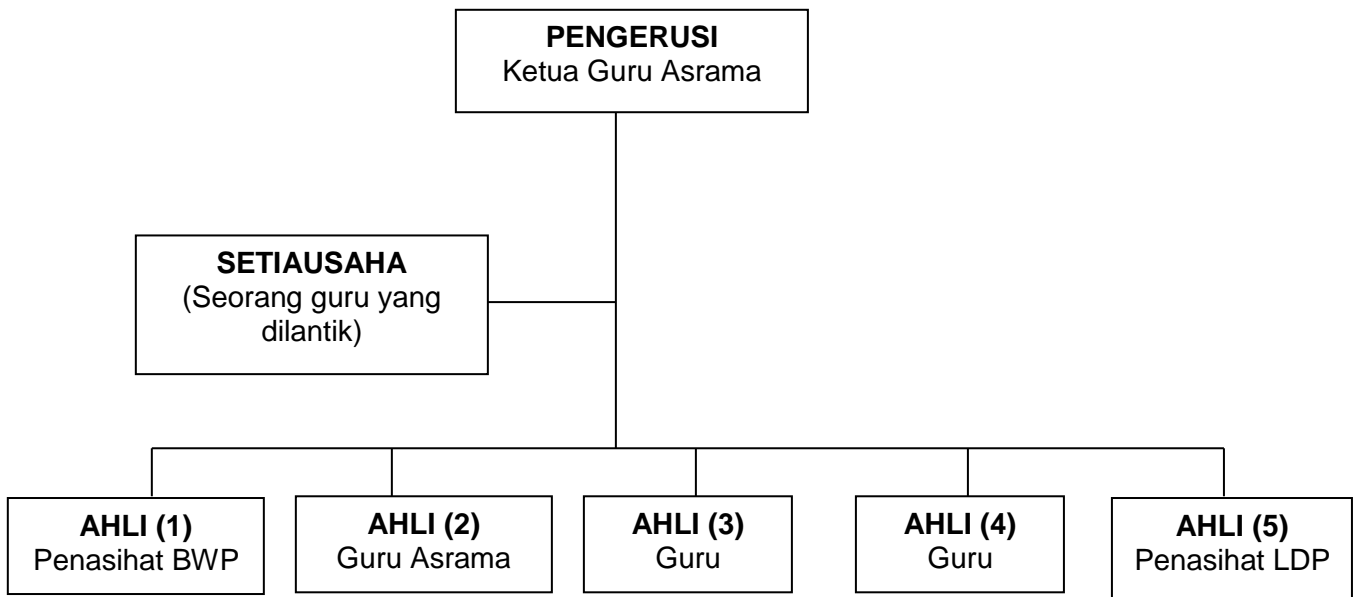 PENGERUSI
Ketua Guru Asrama
SETIAUSAHA
(Seorang guru yang
dilantik)
AHLI (1)
Penasihat BWP
AHLI (2)
Guru Asrama
AHLI (3)
Guru
AHLI (4)
Guru
AHLI (5)
Penasihat LDP